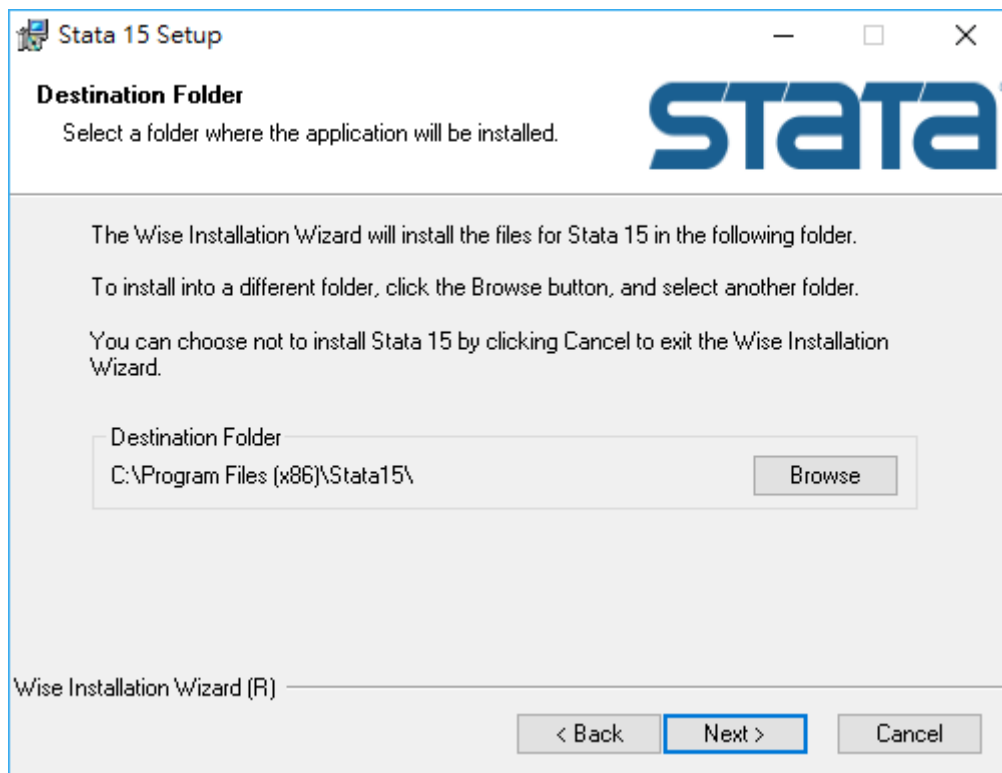 Stata 15 Setup
Destination Folder
Select a folder where the application will be installed.
STATA
The Wise Installation Wizard will install the files for Stata 15 in the following folder.
To install into a different folder, click the Browse button, and select another folder.
You can choose not to install Stata 15 by clicking Cancel to exit the Wise Installation
Wizard.
Destination Folder
C:\Program Files (x86)\Stata15\
Browse
Wise Installation Wizard (R)
< Back
Next >
Cancel